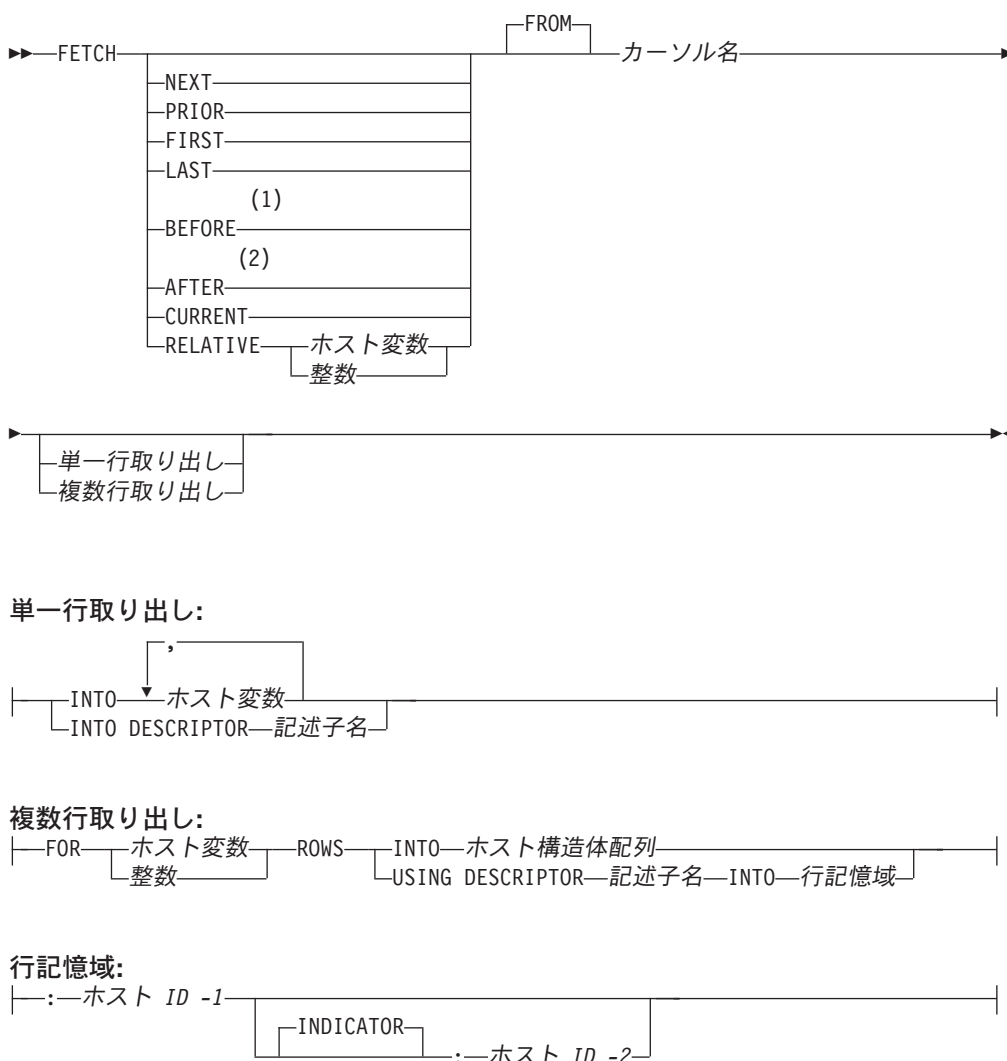 FROM
FETCH カーソル名
NEXT
PRIOR
FIRST
LAST
(1)
BEFORE
(2)
AFTER
CURRENT
RELATIVE ホスト変数
整数
単一行取り出し
複数行取り出し
単一行取り出し:
,
INTO ホスト変数
INTO DESCRIPTOR 記述子名
複数行取り出し:
FOR ホスト変数 ROWS INTO ホスト構造体配列
整数 USING DESCRIPTOR 記述子名 INTO 行記憶域
行記憶域:
: ホスト ID -1
INDICATOR
: ホスト ID -2